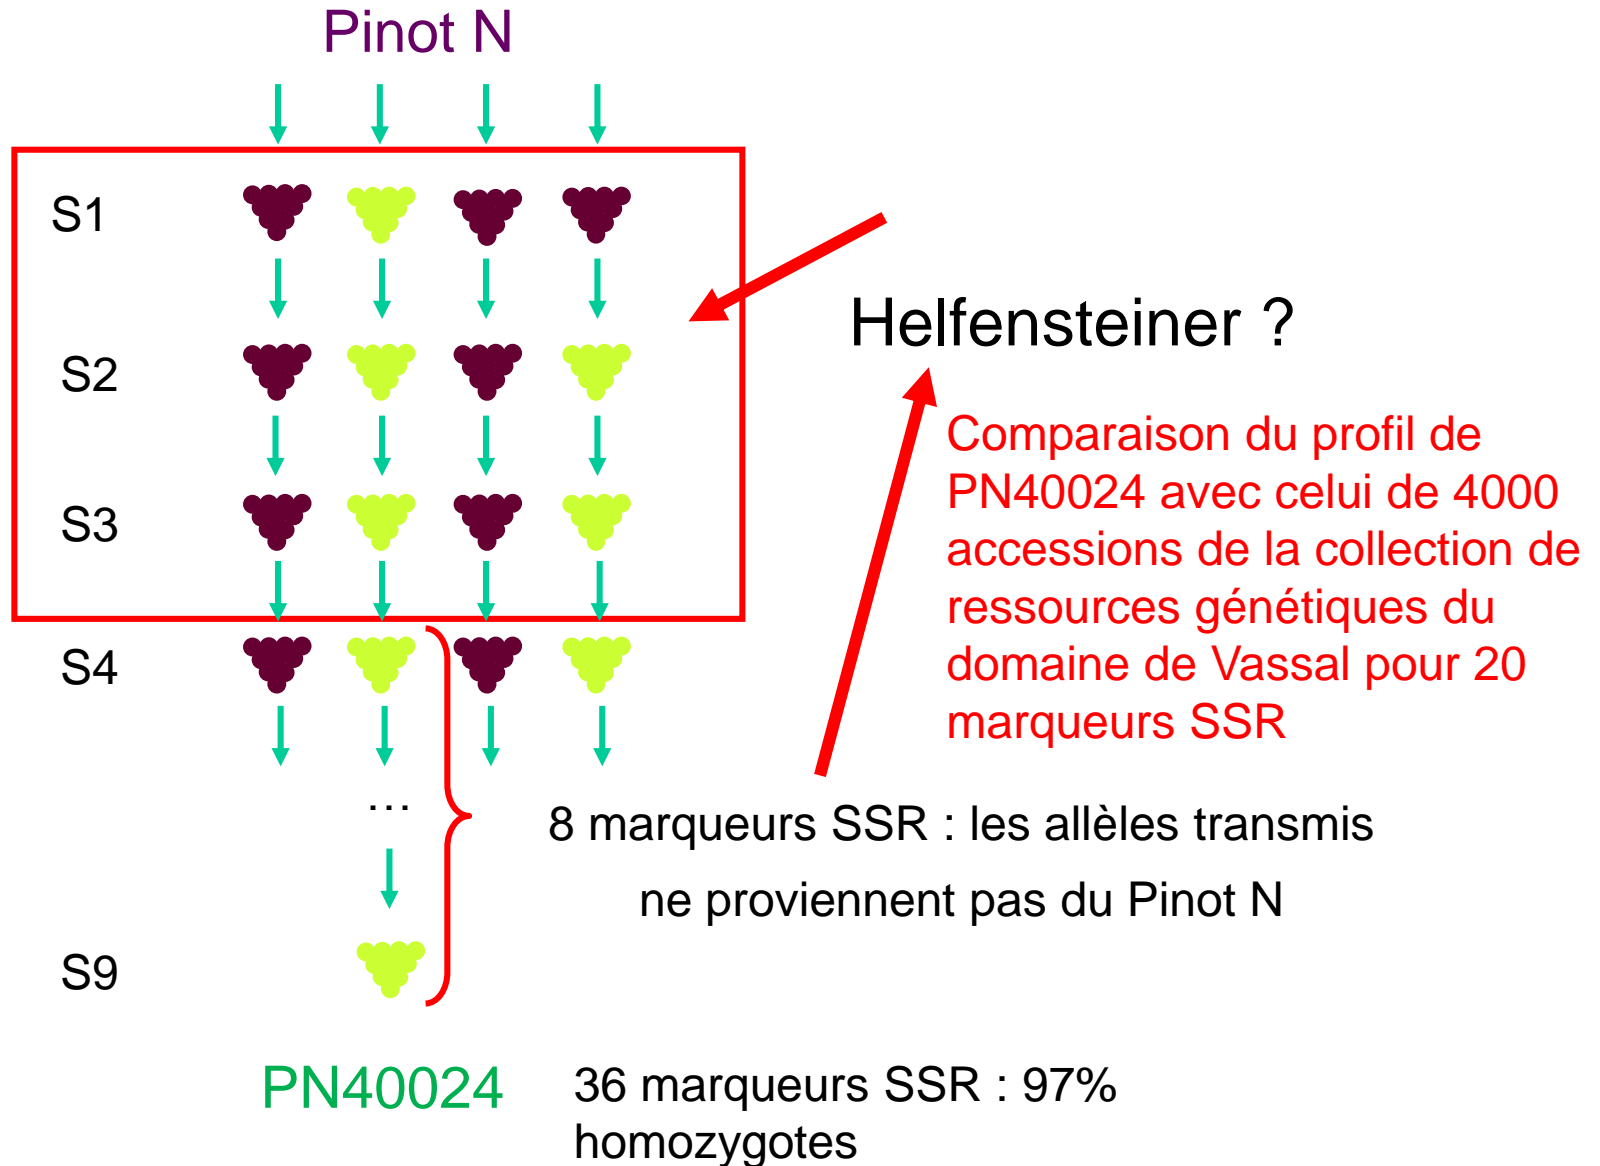 Pinot N
S1
Helfensteiner ?
S2
Comparaison du profil de
PN40024 avec celui de 4000
accessions de la collection de
ressources génétiques du
domaine de Vassal pour 20
marqueurs SSR
S3
S4
…
8 marqueurs SSR : les allèles transmis
ne proviennent pas du Pinot N
S9
PN40024
36 marqueurs SSR : 97%
homozygotes